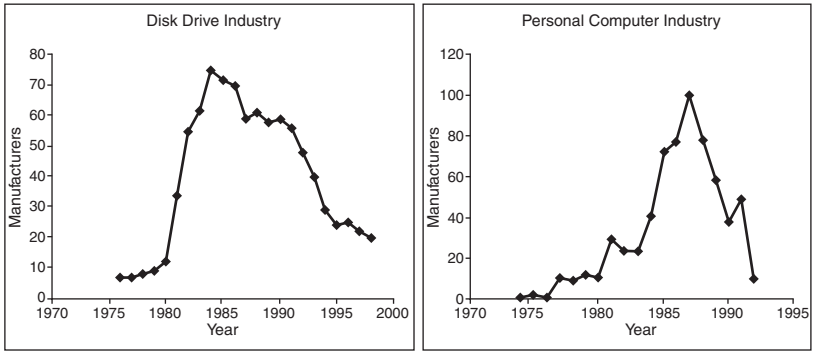 Disk Drive Industry
80
70
60
50
40
30
20
10
0
Manufacturers
1970 1975 1980 1985 1990 1995 2000
Year
Personal Computer Industry
120
100
80
60
40
20
0
Manufacturers
1970 1975 1980 1985 1990 1995
Year